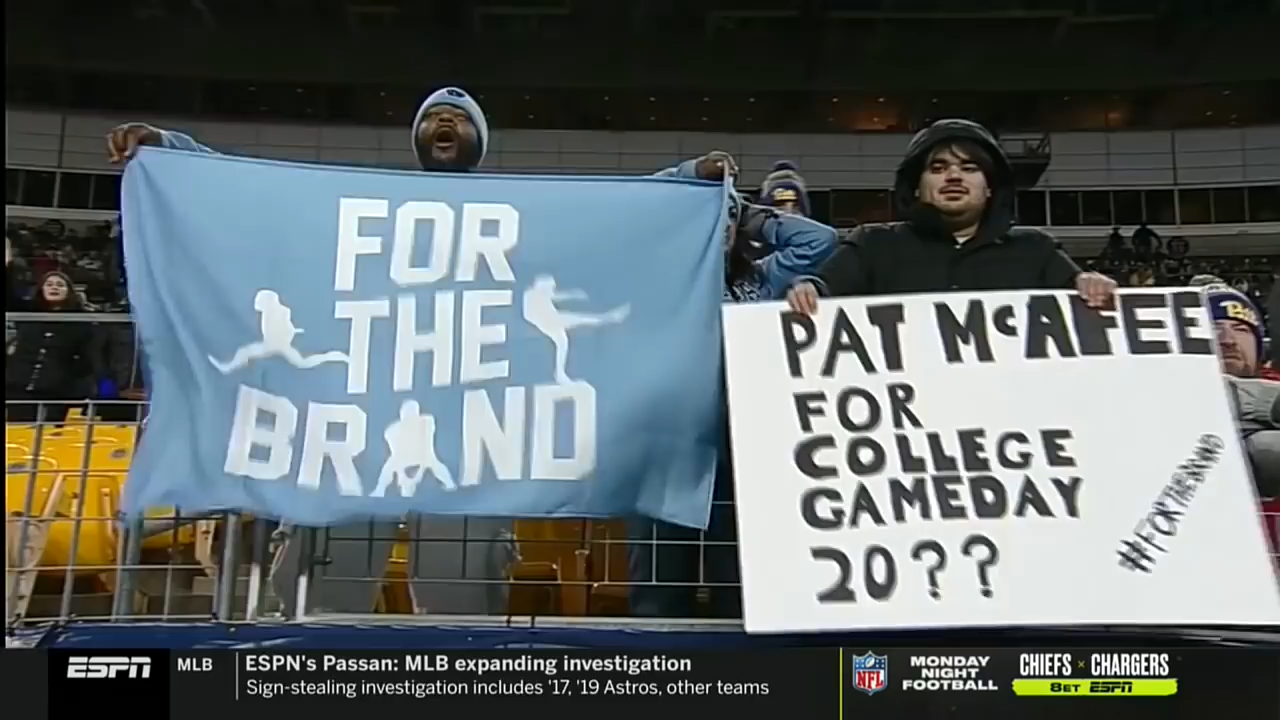 FOR
THE
BRAND
PAT McAFEE
FOR
COLLEGE
GAMEDAY
20??
#FORTHEBRAND
Pitt
ESPN
MLB
ESPN's Passan: MLB expanding investigation
Sign-stealing investigation includes '17, '19 Astros, other teams
NFL
MONDAY
NIGHT
FOOTBALL
CHIEFS × CHARGERS
8ET ESPN